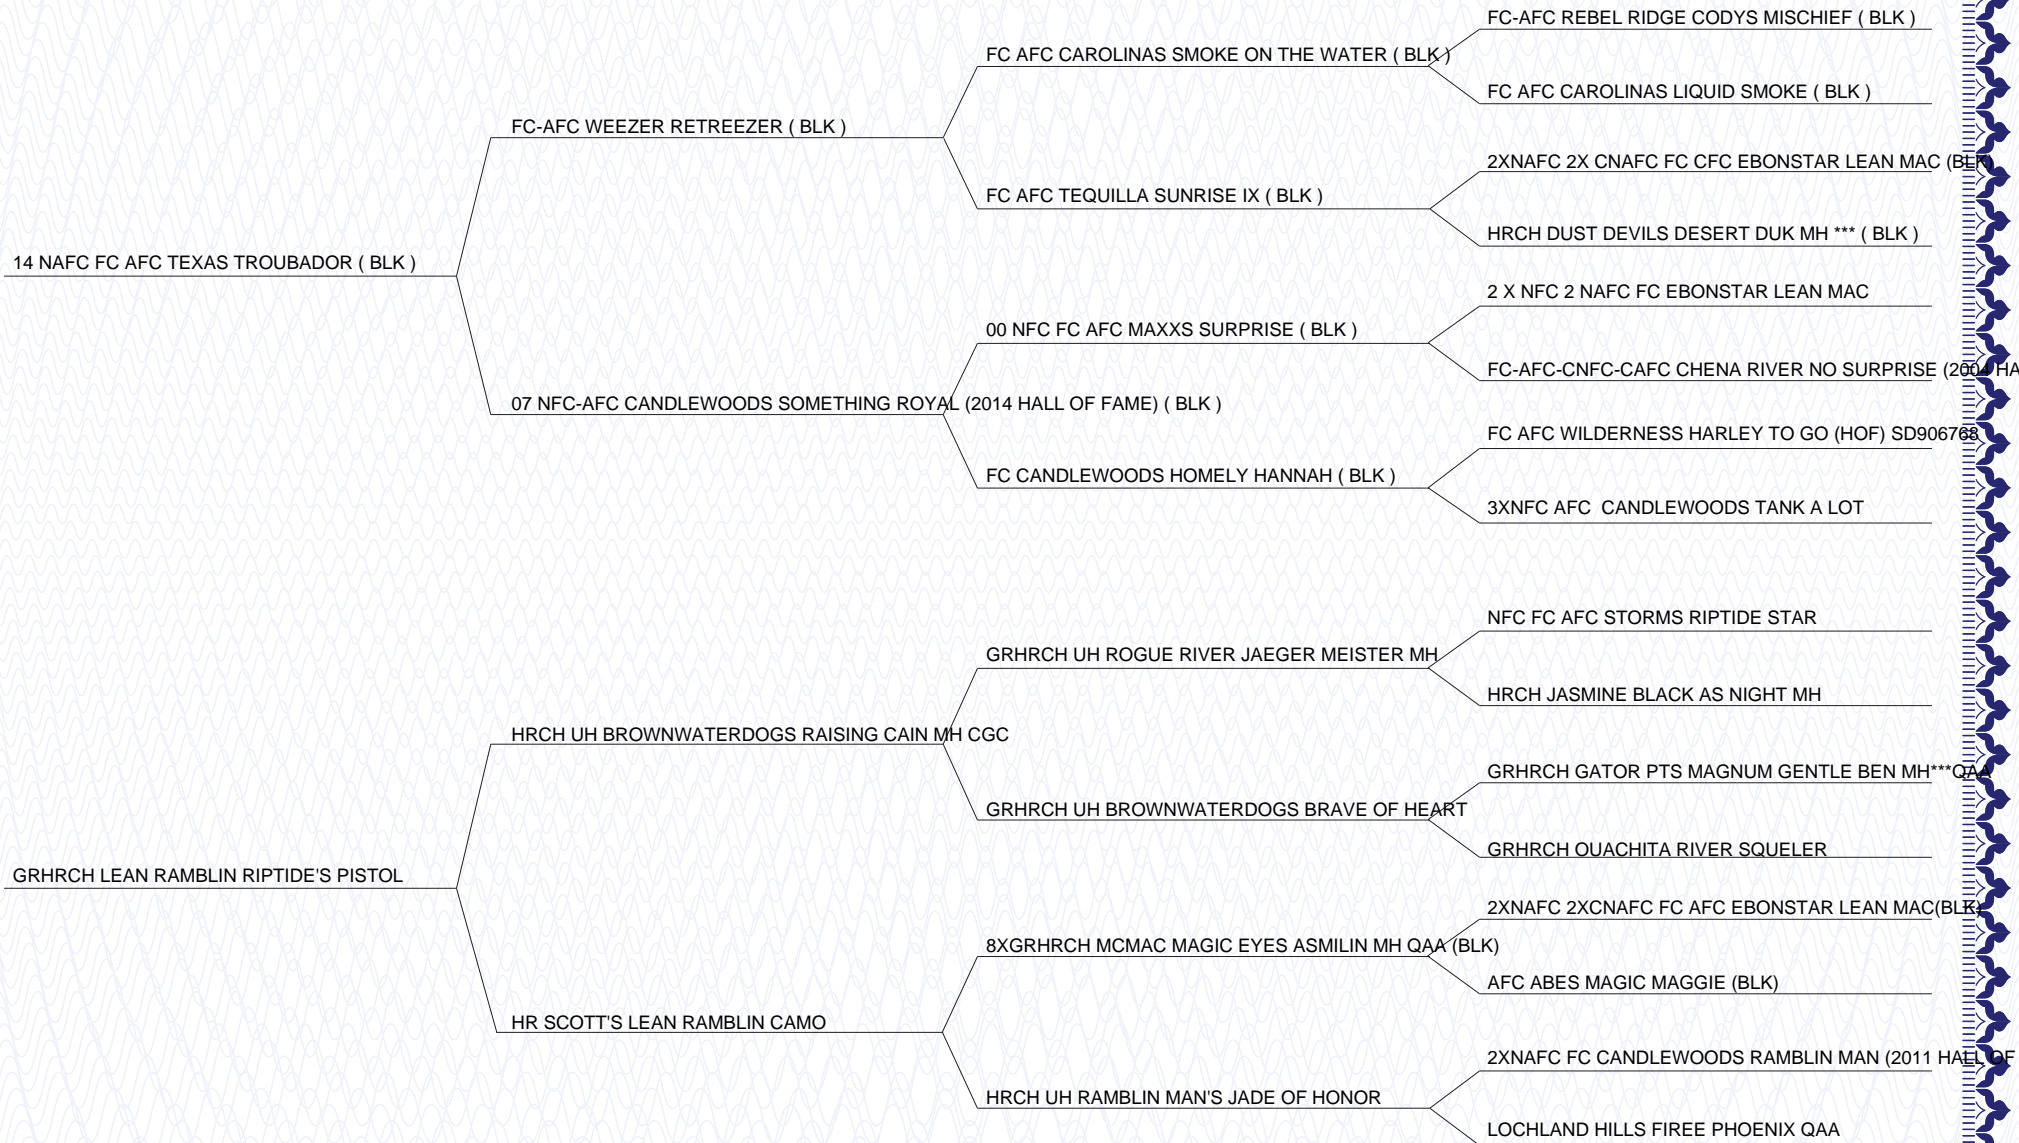 FC-AFC REBEL RIDGE CODYS MISCHIEF ( BLK )
FC AFC CAROLINAS SMOKE ON THE WATER ( BLK )
FC AFC CAROLINAS LIQUID SMOKE ( BLK )
FC-AFC WEEZER RETREEZER ( BLK )
2XNAFC 2X CNAFC FC CFC EBONSTAR LEAN MAC (BLK)
FC AFC TEQUILLA SUNRISE IX ( BLK )
HRCH DUST DEVILS DESERT DUK MH *** ( BLK )
14 NAFC FC AFC TEXAS TROUBADOR ( BLK )
2 X NFC 2 NAFC FC EBONSTAR LEAN MAC
00 NFC FC AFC MAXXS SURPRISE ( BLK )
FC-AFC-CNFC-CAFC CHENA RIVER NO SURPRISE (2004 HA
07 NFC-AFC CANDLEWOODS SOMETHING ROYAL (2014 HALL OF FAME) ( BLK )
FC AFC WILDERNESS HARLEY TO GO (HOF) SD906768
FC CANDLEWOODS HOMELY HANNAH ( BLK )
3XNFC AFC  CANDLEWOODS TANK A LOT
NFC FC AFC STORMS RIPTIDE STAR
GRHRCH UH ROGUE RIVER JAEGER MEISTER MH
HRCH JASMINE BLACK AS NIGHT MH
HRCH UH BROWNWATERDOGS RAISING CAIN MH CGC
GRHRCH GATOR PTS MAGNUM GENTLE BEN MH***QAA
GRHRCH UH BROWNWATERDOGS BRAVE OF HEART
GRHRCH OUACHITA RIVER SQUELER
GRHRCH LEAN RAMBLIN RIPTIDE'S PISTOL
2XNAFC 2XCNAFC FC AFC EBONSTAR LEAN MAC(BLK)
8XGRHRCH MCMAC MAGIC EYES ASMILIN MH QAA (BLK)
AFC ABES MAGIC MAGGIE (BLK)
HR SCOTT'S LEAN RAMBLIN CAMO
2XNAFC FC CANDLEWOODS RAMBLIN MAN (2011 HALL OF
HRCH UH RAMBLIN MAN'S JADE OF HONOR
LOCHLAND HILLS FIREE PHOENIX QAA